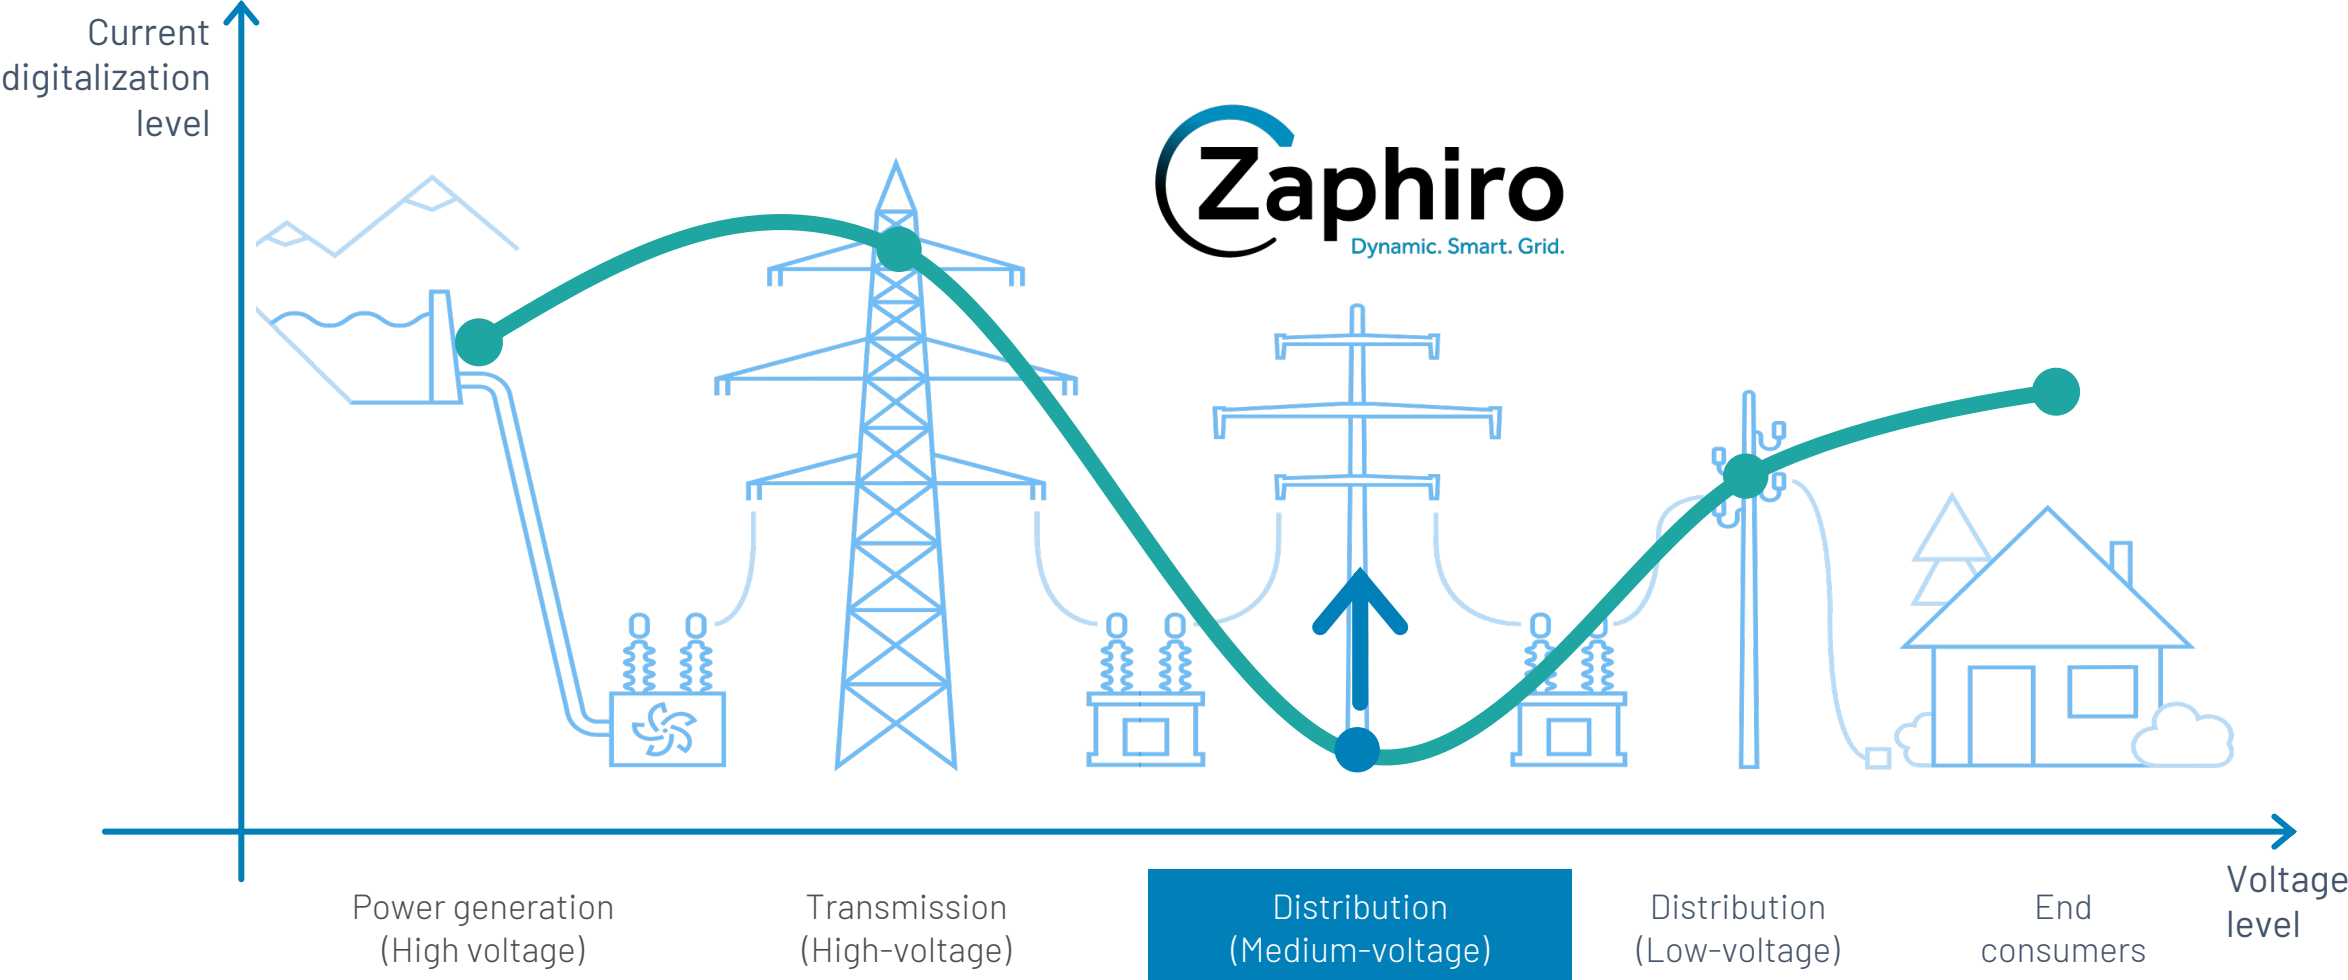 Current
digitalization
level
Zaphiro
Dynamic. Smart. Grid.
Voltage
level
Power generation
(High voltage)
Transmission
(High-voltage)
Distribution
(Medium-voltage)
Distribution
(Low-voltage)
End
consumers